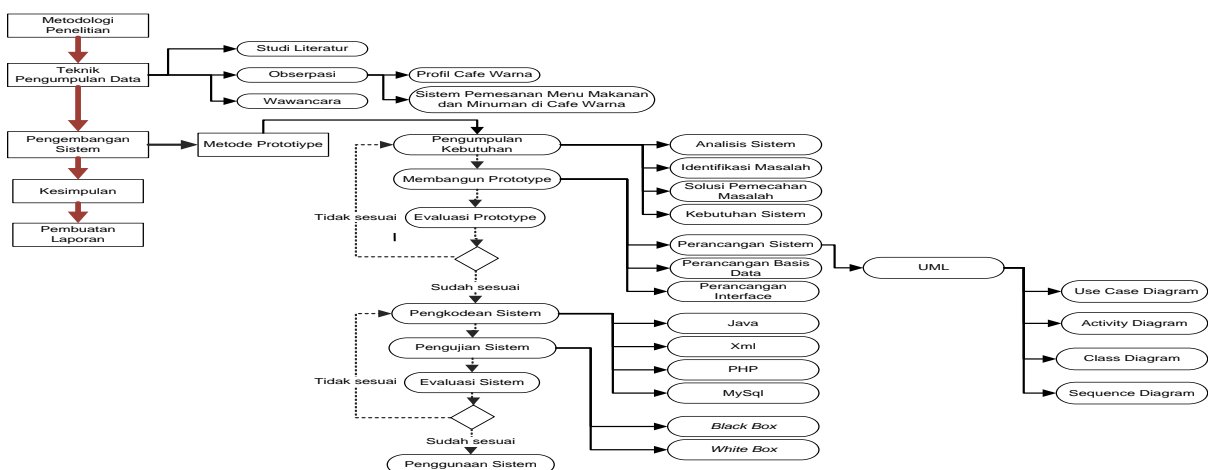 Metodologi
Penelitian
Teknik
Pengumpulan Data
Studi Literatur
Obserpasi
Wawancara
Profil Cafe Warna
Sistem Pemesanan Menu Makanan
dan Minuman di Cafe Warna
Pengembangan
Sistem
Metode Prototiype
Kesimpulan
Pembuatan
Laporan
Pengumpulan
Kebutuhan
Membangun Prototype
Tidak sesuai
Evaluasi Prototype
I
Sudah sesuai
Analisis Sistem
Identifikasi Masalah
Solusi Pemecahan
Masalah
Kebutuhan Sistem
Perancangan Sistem
Perancangan Basis
Data
Perancangan
Interface
UML
Use Case Diagram
Activity Diagram
Class Diagram
Sequence Diagram
Pengkodean Sistem
Pengujian Sistem
Tidak sesuai
Evaluasi Sistem
Sudah sesuai
Penggunaan Sistem
Java
Xml
PHP
MySql
Black Box
White Box